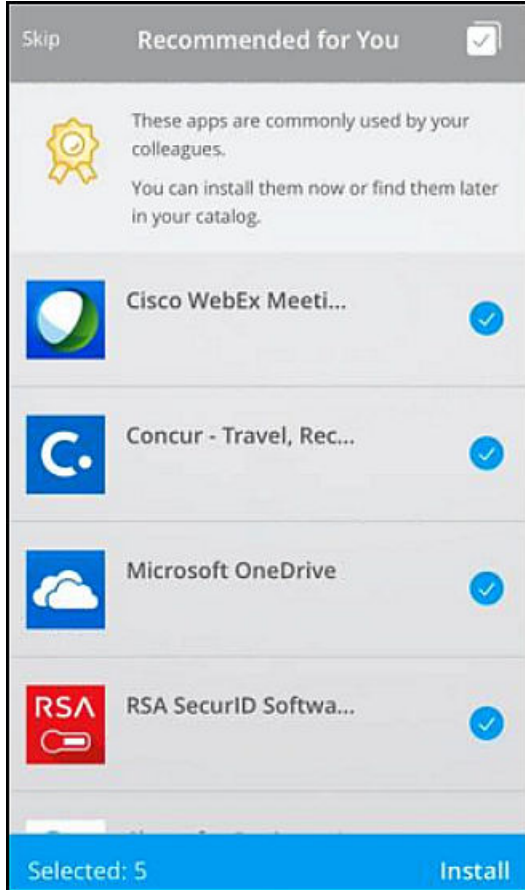 Skip
Recommended for You
These apps are commonly used by your
colleagues.
You can install them now or find them later
in your catalog.
Cisco WebEx Meeti...
C.
Concur - Travel, Rec...
Microsoft OneDrive
RSA
RSA SecurID Softwa...
Selected: 5
Install